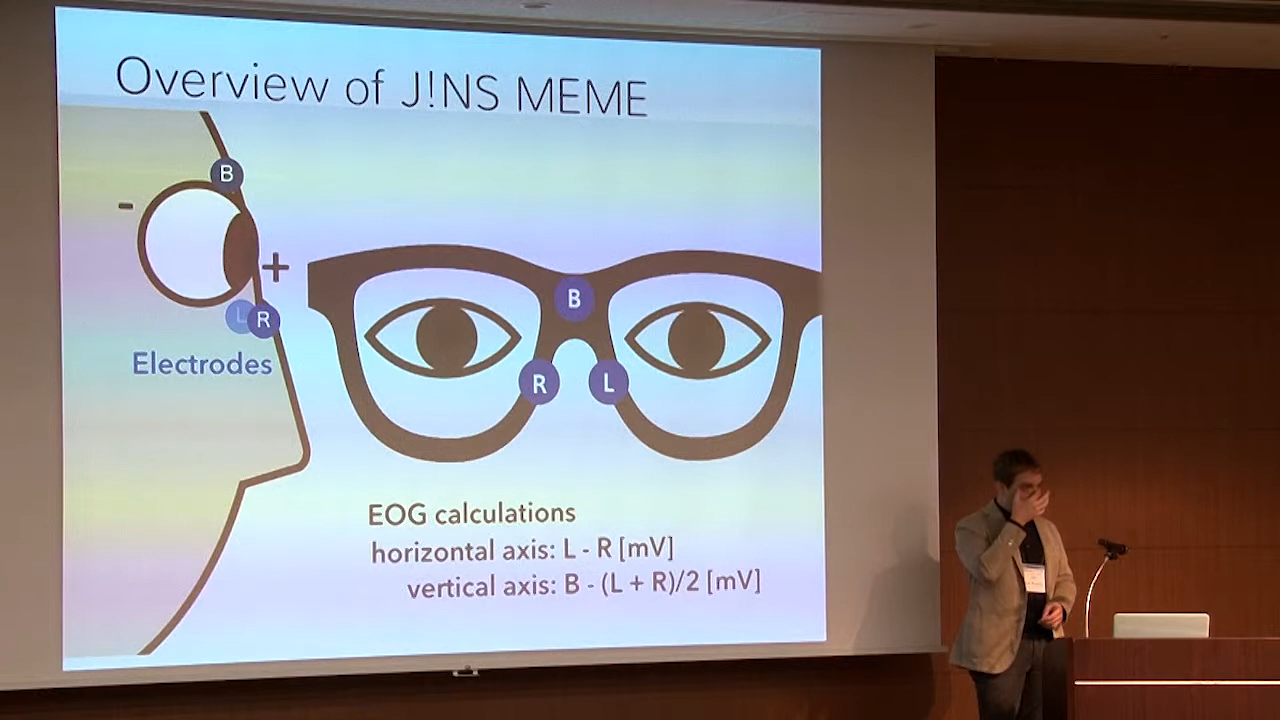 Overview of J!NS MEME
B
-
+
L R
Electrodes
B
R L
EOG calculations
horizontal axis: L - R [mV]
vertical axis: B - (L + R)/2 [mV]